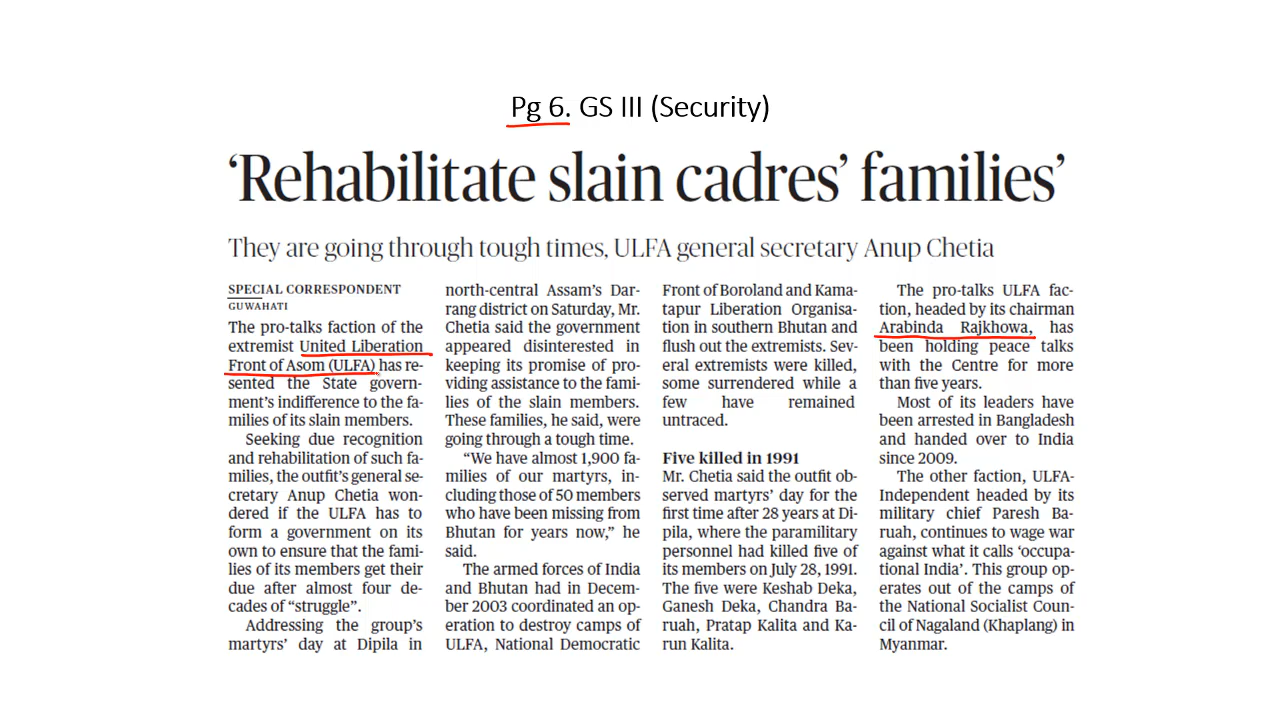 Pg 6. GS III (Security)
‘Rehabilitate slain cadres’ families’
They are going through tough times, ULFA general secretary Anup Chetia
SPECIAL CORRESPONDENT
GUWAHATI
The pro-talks faction of the
extremist United Liberation
Front of Asom (ULFA) has re-
sented the State govern-
ment’s indifference to the fa-
milies of its slain members.
Seeking due recognition
and rehabilitation of such fa-
milies, the outfit’s general se-
cretary Anup Chetia won-
dered if the ULFA has to
form a government on its
own to ensure that the fami-
lies of its members get their
due after almost four de-
cades of “struggle”.
Addressing the group’s
martyrs’ day at Dipila in
north-central Assam’s Dar-
rang district on Saturday, Mr.
Chetia said the government
appeared disinterested in
keeping its promise of pro-
viding assistance to the fami-
lies of the slain members.
These families, he said, were
going through a tough time.
“We have almost 1,900 fa-
milies of our martyrs, in-
cluding those of 50 members
who have been missing from
Bhutan for years now,” he
said.
The armed forces of India
and Bhutan had in Decem-
ber 2003 coordinated an op-
eration to destroy camps of
ULFA, National Democratic
Front of Boroland and Kama-
tapur Liberation Organisa-
tion in southern Bhutan and
flush out the extremists. Sev-
eral extremists were killed,
some surrendered while a
few have remained
untraced.
Five killed in 1991
Mr. Chetia said the outfit ob-
served martyrs’ day for the
first time after 28 years at Di-
pila, where the paramilitary
personnel had killed five of
its members on July 28, 1991.
The five were Keshab Deka,
Ganesh Deka, Chandra Ba-
ruah, Pratap Kalita and Ka-
run Kalita.
The pro-talks ULFA fac-
tion, headed by its chairman
Arabinda Rajkhowa, has
been holding peace talks
with the Centre for more
than five years.
Most of its leaders have
been arrested in Bangladesh
and handed over to India
since 2009.
The other faction, ULFA-
Independent headed by its
military chief Paresh Ba-
ruah, continues to wage war
against what it calls ‘occupa-
tional India’. This group op-
erates out of the camps of
the National Socialist Coun-
cil of Nagaland (Khaplang) in
Myanmar.